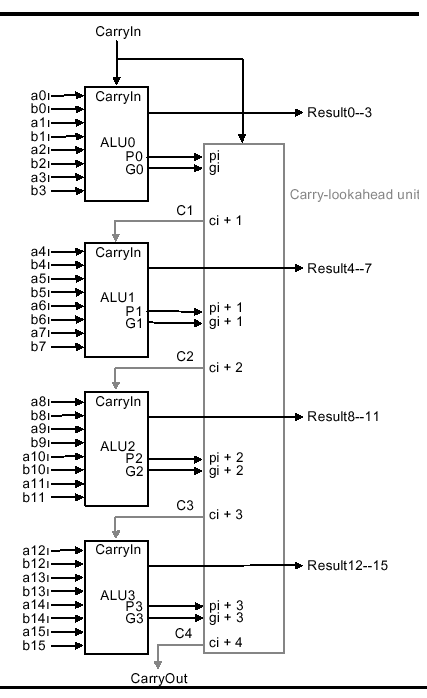 CarryIn
a0 CarryIn
b0
a1 Result0--3
b1
a2 ALU0
b2 P0 pi
a3 G0 gi
b3
Carry-lookahead unit
C1
ci + 1
a4 CarryIn
b4
a5 Result4--7
b5
a6 ALU1
b6 P1 pi + 1
a7 G1 gi + 1
b7
C2
ci + 2
a8 CarryIn
b8 Result8--11
a9
b9
a10 ALU2
b10 P2 pi + 2
a11 G2 gi + 2
b11
C3
ci + 3
a12 CarryIn
b12 Result12--15
a13
b13
a14 ALU3
b14 P3 pi + 3
a15 G3 gi + 3
b15
C4
ci + 4
CarryOut